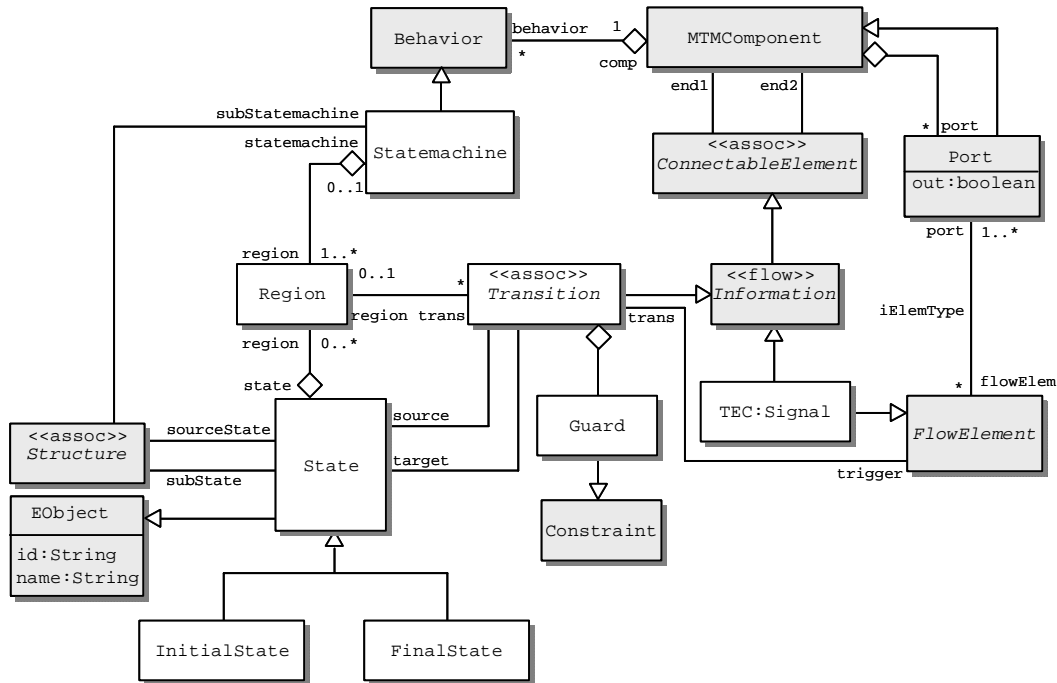 Behavior
behavior
*
1
comp
MTMComponent
end1
end2
* port
subStatemachine
statemachine
0..1
Statemachine
<<assoc>>
ConnectableElement
Port
out:boolean
port
1..*
region
1..*
0..1
*
Region
<<assoc>>
Transition
<<flow>>
Information
region trans
trans
iElemType
region
0..*
state
* flowElem
source
Guard
TEC:Signal
FlowElement
<<assoc>>
Structure
sourceState
State
target
trigger
subState
EObject
id:String
name:String
Constraint
InitialState
FinalState